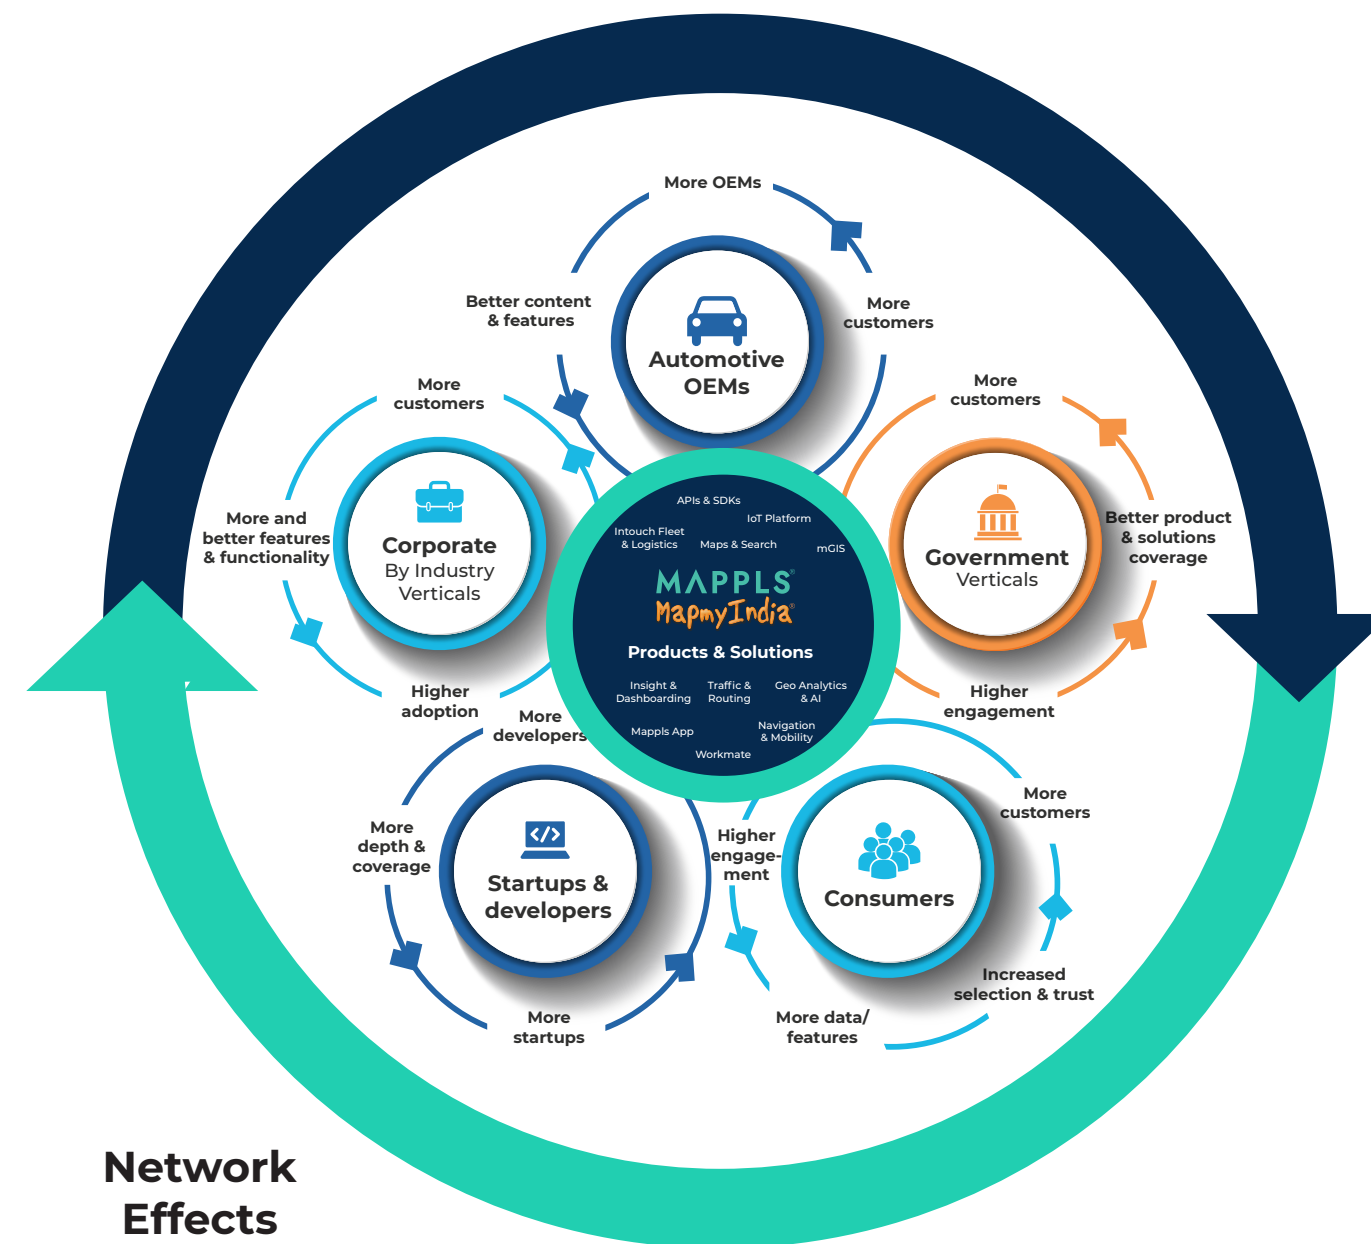 More OEMs
Better content
& features
More
customers
Automotive
OEMs
More
customers
More and
better features
& functionality
Corporate
By Industry
Verticals
Higher
adoption
More
customers
Better product
& solutions
coverage
Government
Verticals
Higher
engagement
APIs & SDKs
IoT Platform
Intouch Fleet
& Logistics
Maps & Search
mGIS
MAPPLS®
MapmyIndia®
Products & Solutions
Insight &
Dashboarding
Traffic &
Routing
Geo Analytics
& AI
Mappls App
Navigation
& Mobility
Workmate
More
developers
More
depth &
coverage
Startups &
developers
More
startups
Higher
engage-
ment
More
customers
Consumers
Increased
selection & trust
More data/
features
Network
Effects